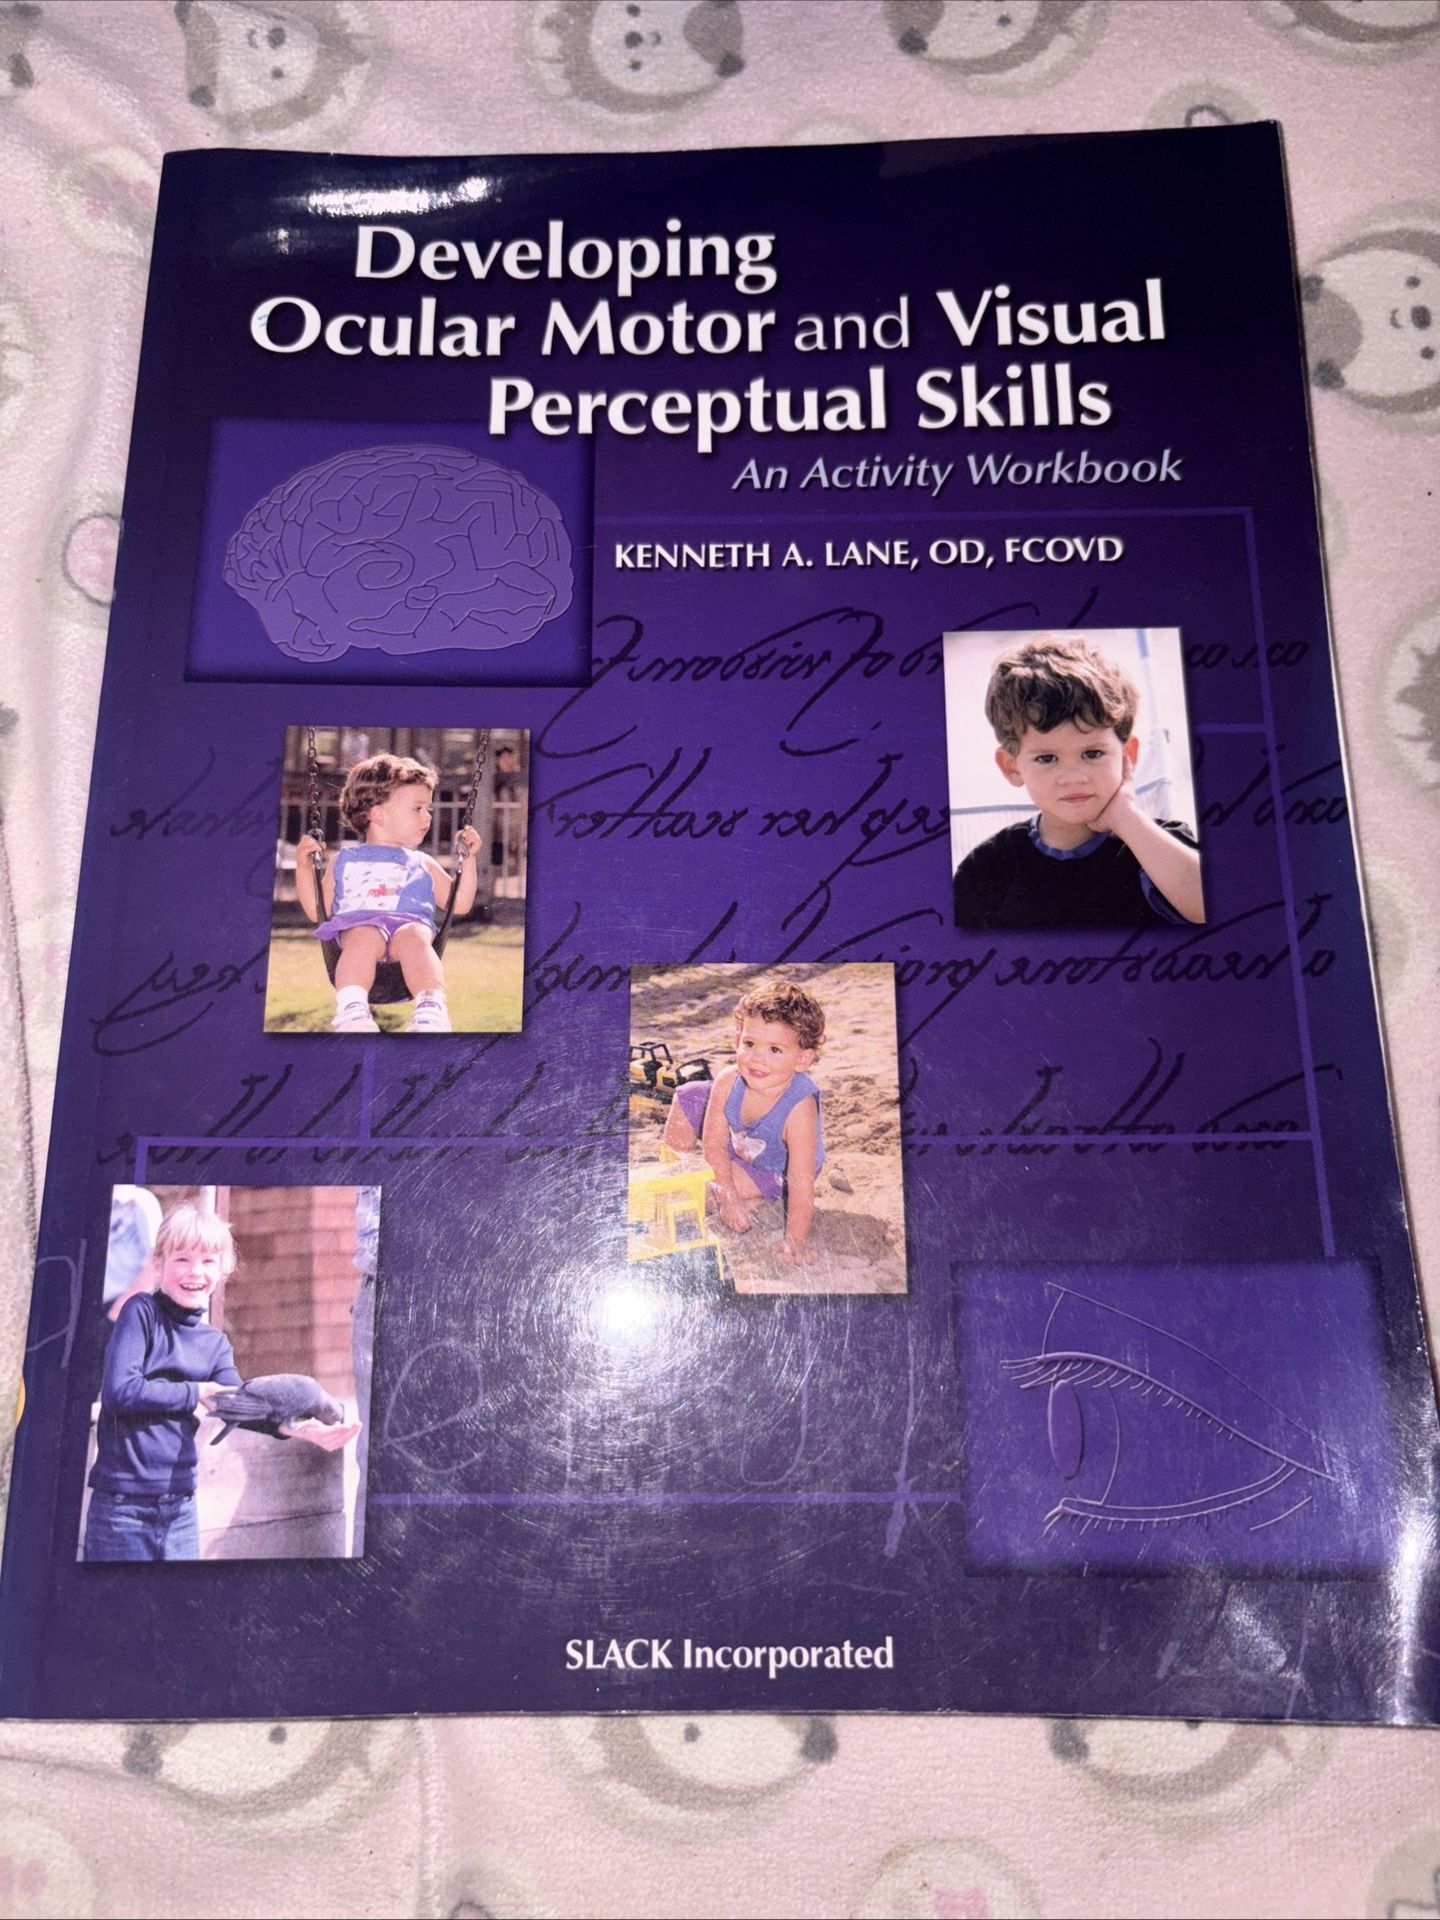 Developing
Ocular Motor and Visual
Perceptual Skills
An Activity Workbook
KENNETH A. LANE, OD, FCOVD
SLACK Incorporated